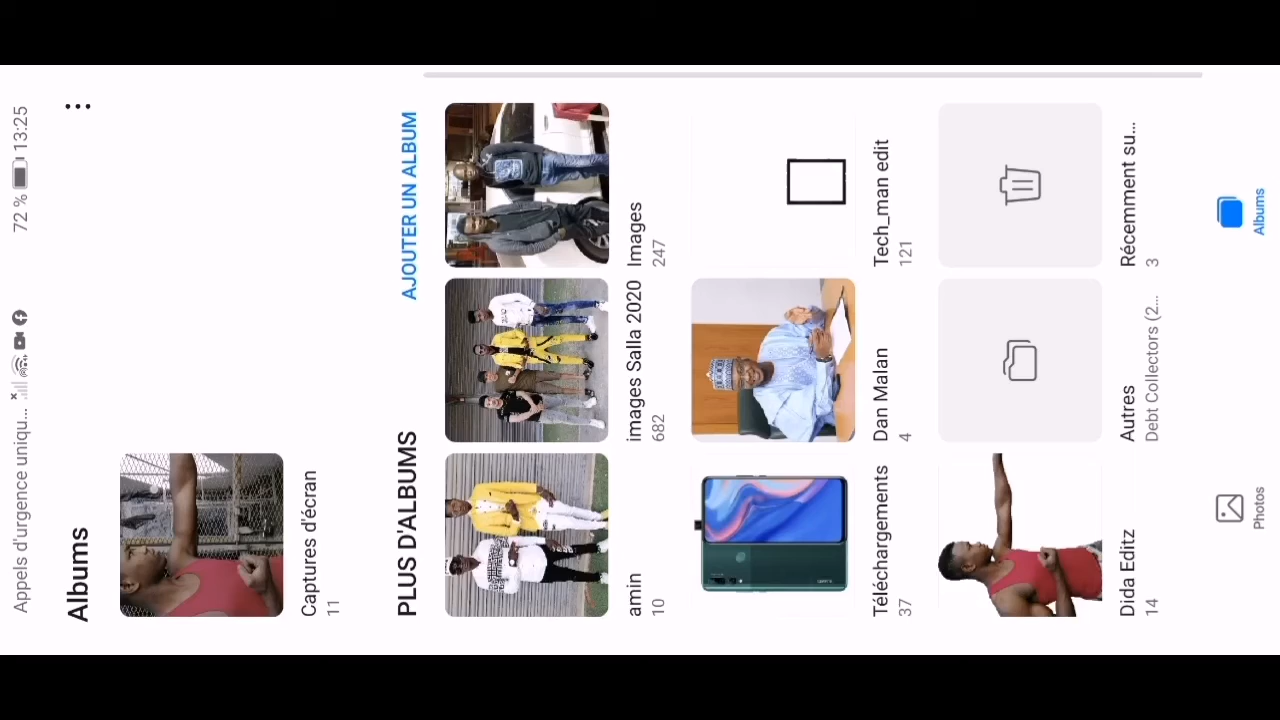 Appels d'urgence uniqu...
72 % 13:25
Albums
Captures d'écran
11
PLUS D'ALBUMS
AJOUTER UN ALBUM
amin
10
images Salla 2020
682
Images
247
Téléchargements
37
Dan Malan
4
Tech_man edit
121
Dida Editz
14
Autres
Debt Collectors (2...
Récemment su...
3
Photos
Albums